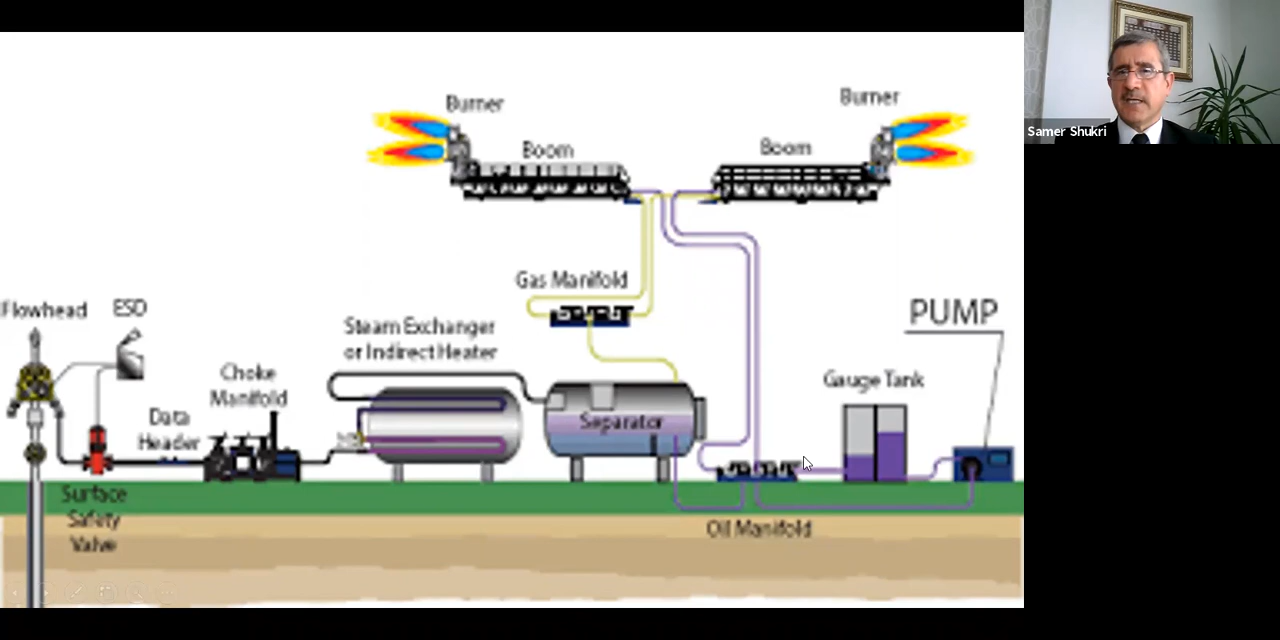 Samer Shukri
Burner
Burner
Boom
Boom
Gas Manifold
Flowhead
ESD
Steam Exchanger
or Indirect Heater
PUMP
Choke
Manifold
Gauge Tank
Data
Header
Separator
Surface
Safety
Valve
Oil Manifold